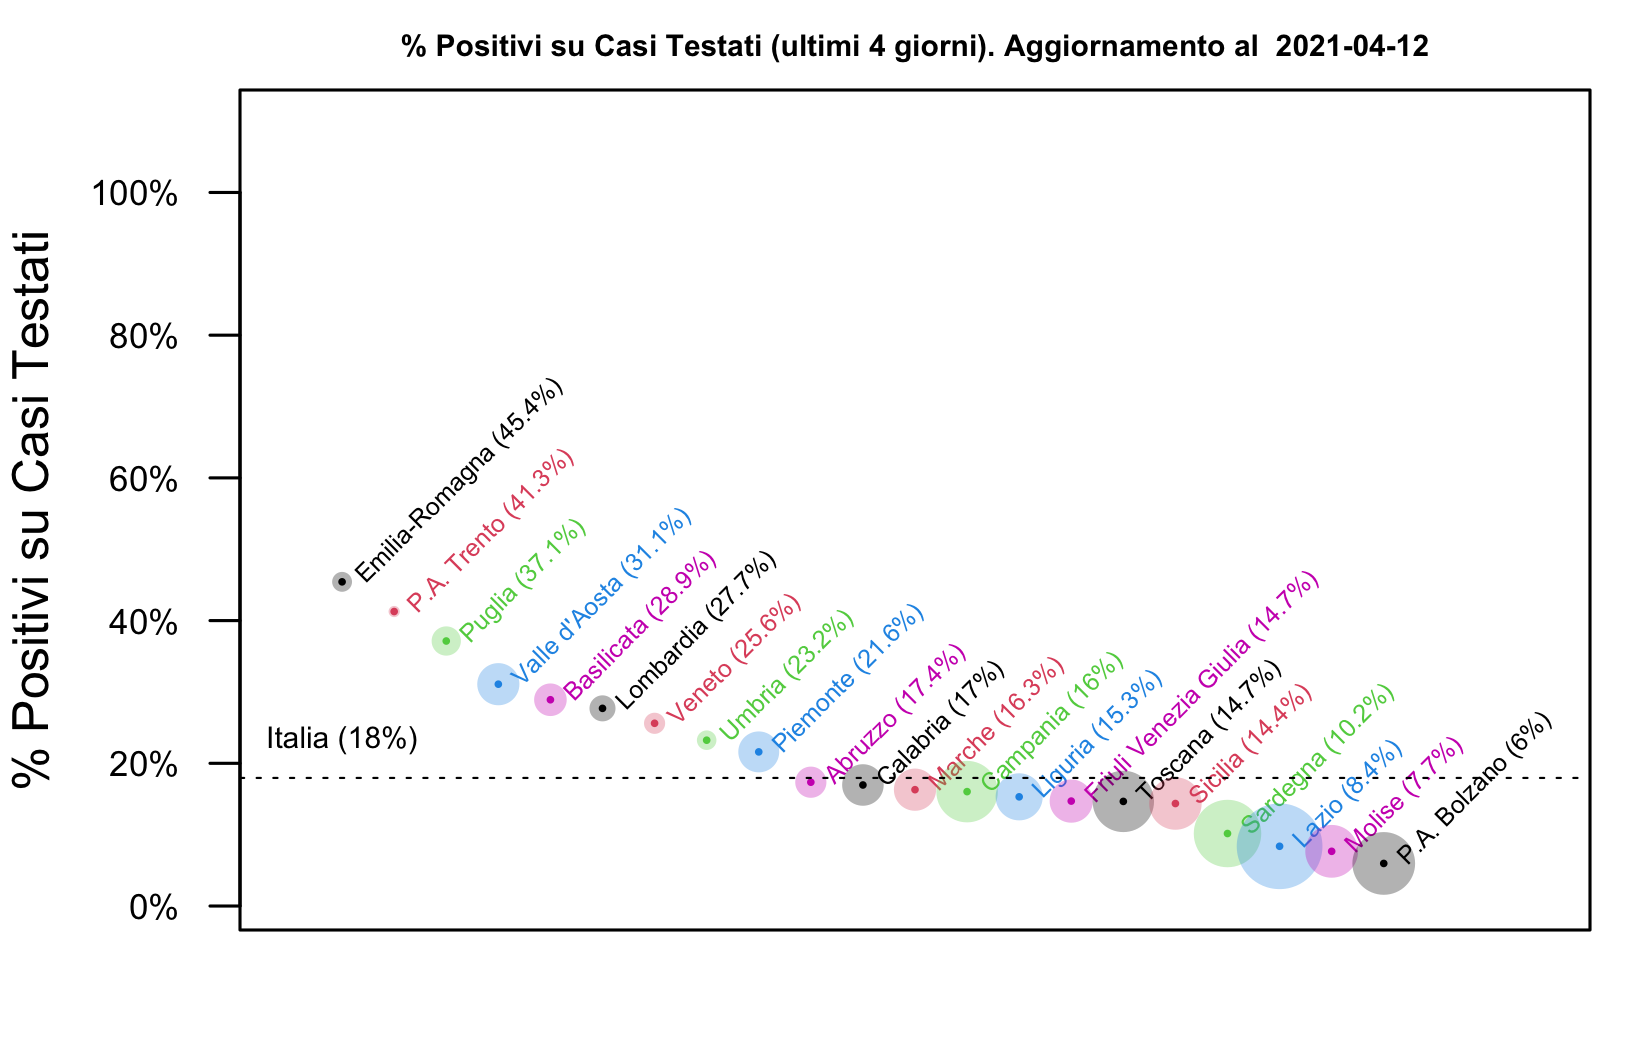 % Positivi su Casi Testati (ultimi 4 giorni). Aggiornamento al  2021-04-12
% Positivi su Casi Testati
100%
80%
60%
40%
20%
0%
Italia (18%)
Emilia-Romagna (45.4%)
P.A. Trento (41.3%)
Puglia (37.1%)
Valle d'Aosta (31.1%)
Basilicata (28.9%)
Lombardia (27.7%)
Veneto (25.6%)
Umbria (23.2%)
Piemonte (21.6%)
Abruzzo (17.4%)
Calabria (17%)
Marche (16.3%)
Campania (16%)
Liguria (15.3%)
Friuli Venezia Giulia (14.7%)
Toscana (14.7%)
Sicilia (14.4%)
Sardegna (10.2%)
Lazio (8.4%)
Molise (7.7%)
P.A. Bolzano (6%)